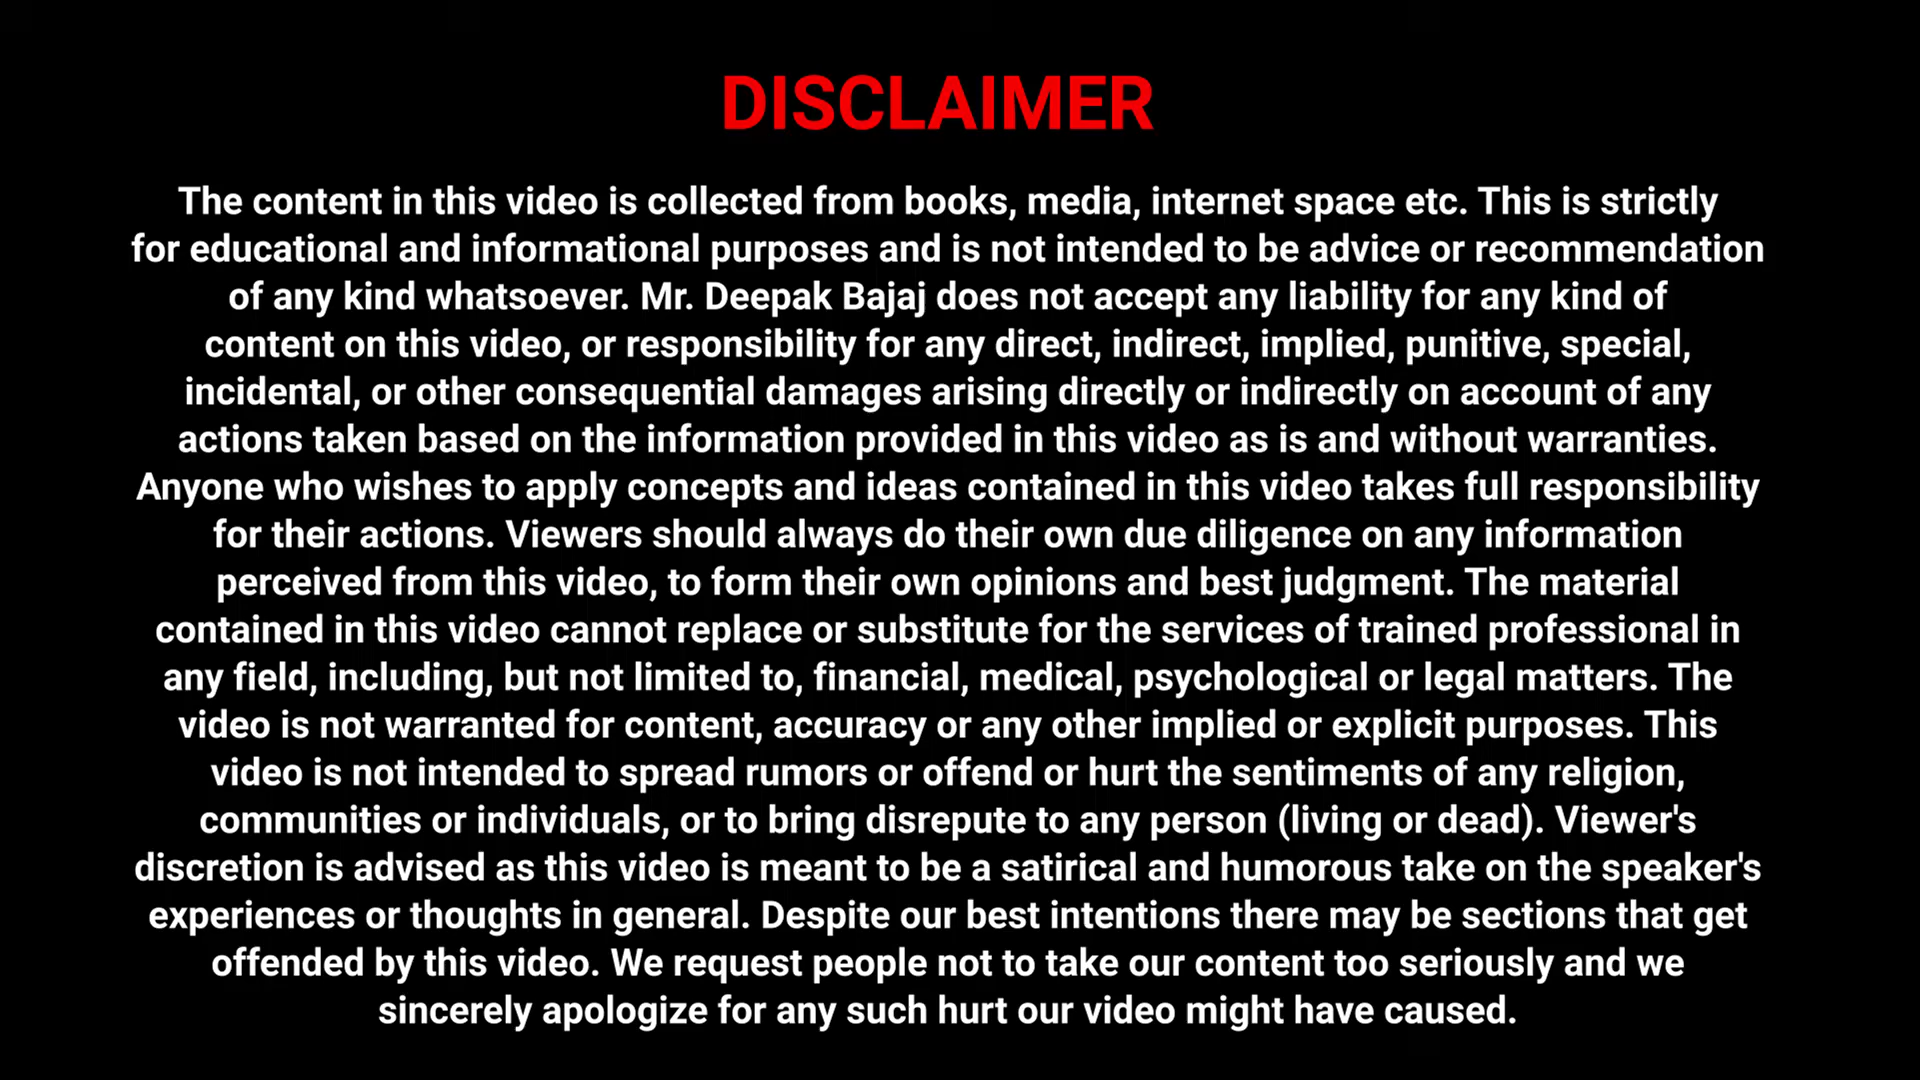 DISCLAIMER
The content in this video is collected from books, media, internet space etc. This is strictly
for educational and informational purposes and is not intended to be advice or recommendation
of any kind whatsoever. Mr. Deepak Bajaj does not accept any liability for any kind of
content on this video, or responsibility for any direct, indirect, implied, punitive, special,
incidental, or other consequential damages arising directly or indirectly on account of any
actions taken based on the information provided in this video as is and without warranties.
Anyone who wishes to apply concepts and ideas contained in this video takes full responsibility
for their actions. Viewers should always do their own due diligence on any information
perceived from this video, to form their own opinions and best judgment. The material
contained in this video cannot replace or substitute for the services of trained professional in
any field, including, but not limited to, financial, medical, psychological or legal matters. The
video is not warranted for content, accuracy or any other implied or explicit purposes. This
video is not intended to spread rumors or offend or hurt the sentiments of any religion,
communities or individuals, or to bring disrepute to any person (living or dead). Viewer's
discretion is advised as this video is meant to be a satirical and humorous take on the speaker's
experiences or thoughts in general. Despite our best intentions there may be sections that get
offended by this video. We request people not to take our content too seriously and we
sincerely apologize for any such hurt our video might have caused.